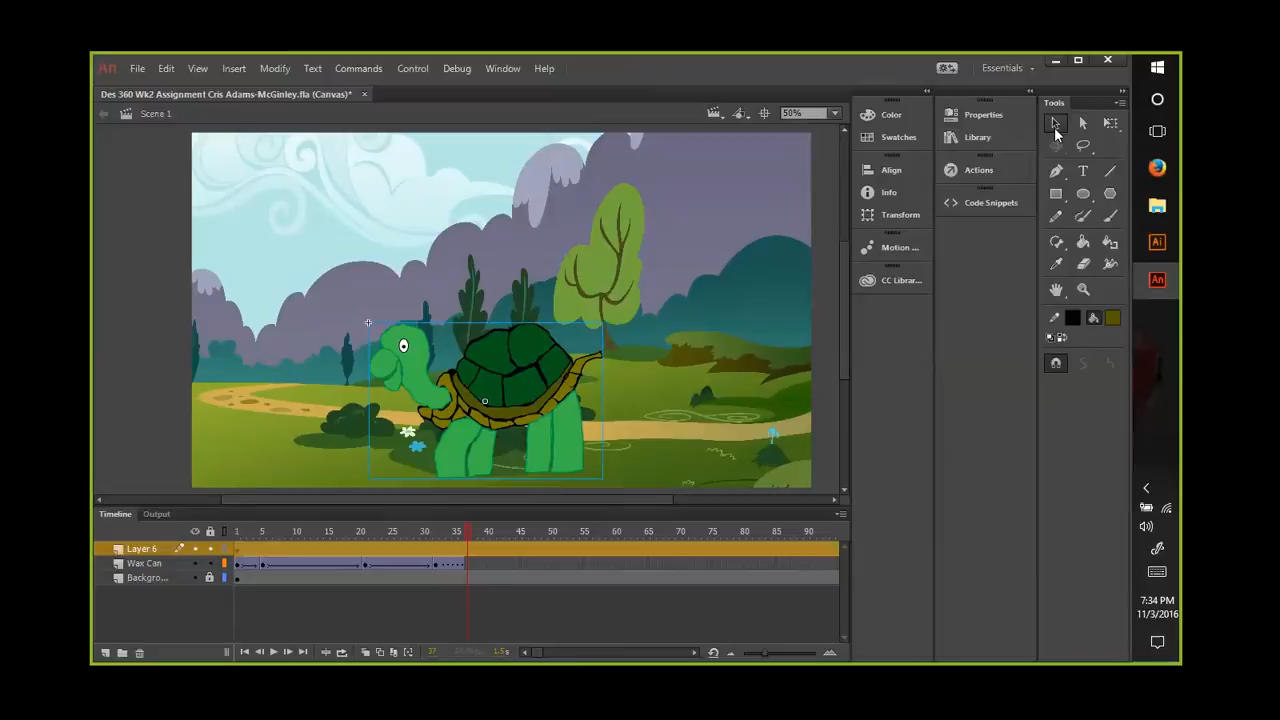 An File Edit View Insert Modify Text Commands Control Debug Window Help Essentials
Des 360 Wk2 Assignment Cris Adams-McGinley.fla (Canvas)* ×
Scene 1 50%
Tools
Color
Swatches
Align
Info
Transform
Motion ...
CC Librar...
Properties
Library
Actions
Code Snippets
Timeline Output
1 5 10 15 20 25 30 35 40 45 50 55 60 65 70 75 80 85 90
Layer 6
Wax Can
Backgro...
37 1.5s
Ai
An
7:34 PM
11/3/2016